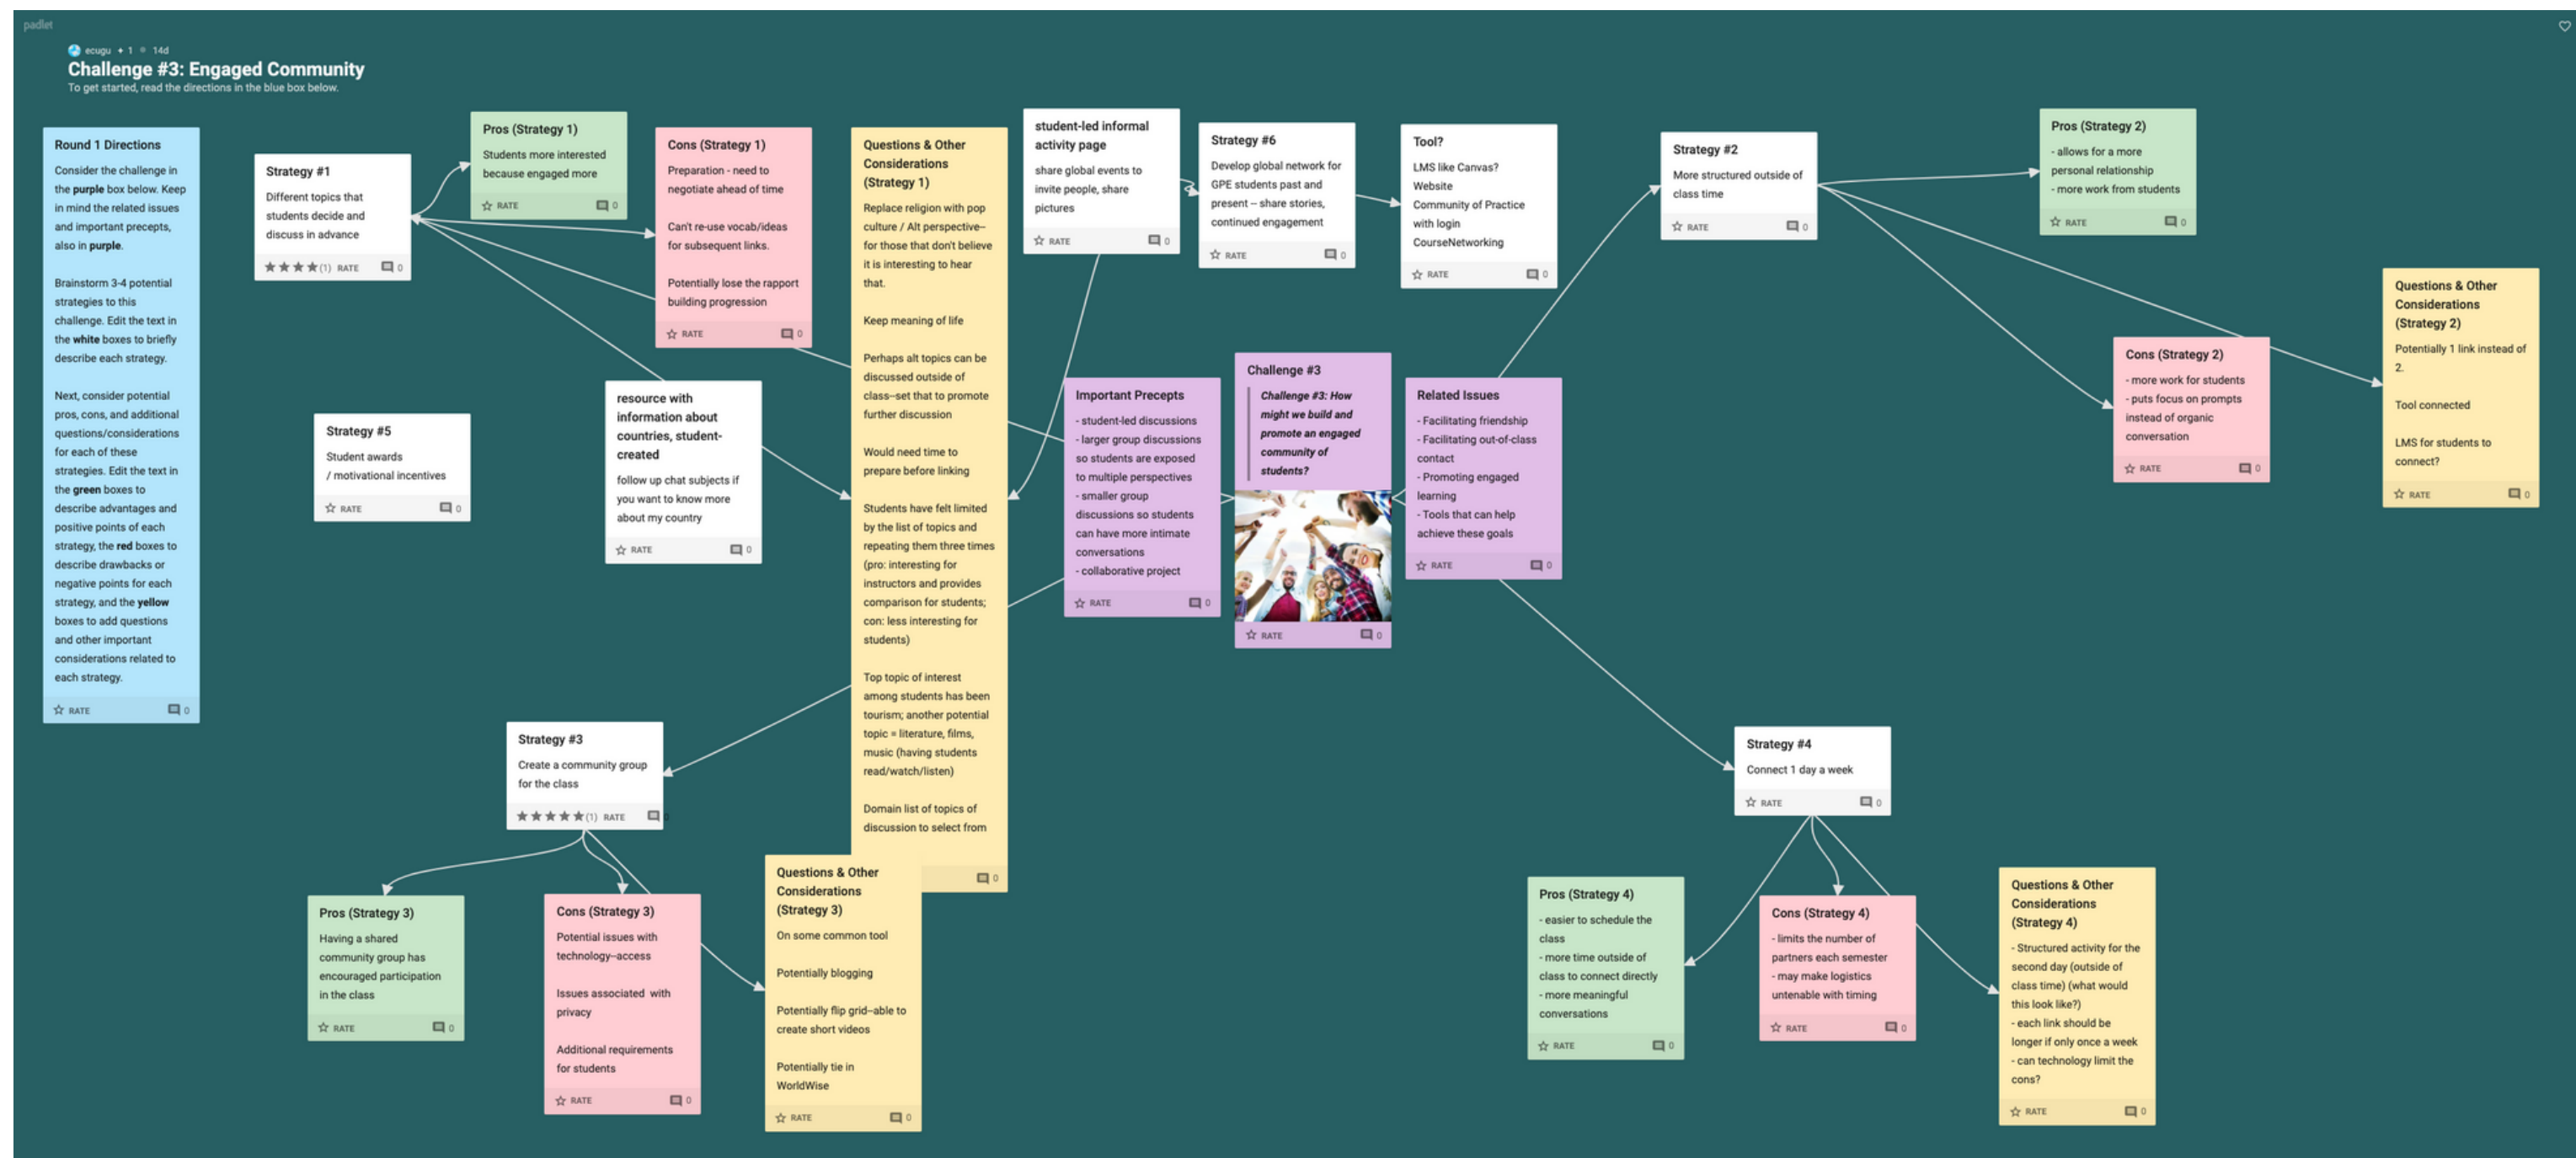 padlet
ecugu + 1 14d
Challenge #3: Engaged Community
To get started, read the directions in the blue box below.
Round 1 Directions
Consider the challenge in
the purple box below. Keep
in mind the related issues
and important precepts,
also in purple.
Brainstorm 3-4 potential
strategies to this
challenge. Edit the text in
the white boxes to briefly
describe each strategy.
Next, consider potential
pros, cons, and additional
questions/considerations
for each of these
strategies. Edit the text in
the green boxes to
describe advantages and
positive points of each
strategy, the red boxes to
describe drawbacks or
negative points for each
strategy, and the yellow
boxes to add questions
and other important
considerations related to
each strategy.
RATE 0
Strategy #1
Different topics that
students decide and
discuss in advance
(1) RATE 0
Pros (Strategy 1)
Students more interested
because engaged more
RATE 0
Cons (Strategy 1)
Preparation - need to
negotiate ahead of time
Can't re-use vocab/ideas
for subsequent links.
Potentially lose the rapport
building progression
RATE 0
Questions & Other
Considerations
(Strategy 1)
Replace religion with pop
culture / Alt perspective--
for those that don't believe
it is interesting to hear
that.
Keep meaning of life
Perhaps alt topics can be
discussed outside of
class--set that to promote
further discussion
Would need time to
prepare before linking
Students have felt limited
by the list of topics and
repeating them three times
(pro: interesting for
instructors and provides
comparison for students;
con: less interesting for
students)
Top topic of interest
among students has been
tourism; another potential
topic = literature, films,
music (having students
read/watch/listen)
Domain list of topics of
discussion to select from
0
student-led informal
activity page
share global events to
invite people, share
pictures
RATE 0
Strategy #6
Develop global network for
GPE students past and
present -- share stories,
continued engagement
RATE 0
Tool?
LMS like Canvas?
Website
Community of Practice
with login
CourseNetworking
RATE 0
Strategy #2
More structured outside of
class time
RATE 0
Pros (Strategy 2)
- allows for a more
personal relationship
- more work from students
RATE 0
Cons (Strategy 2)
- more work for students
- puts focus on prompts
instead of organic
conversation
RATE 0
Questions & Other
Considerations
(Strategy 2)
Potentially 1 link instead of
2.
Tool connected
LMS for students to
connect?
RATE 0
Strategy #5
Student awards
/ motivational incentives
RATE 0
resource with
information about
countries, student-
created
follow up chat subjects if
you want to know more
about my country
RATE 0
Important Precepts
- student-led discussions
- larger group discussions
so students are exposed
to multiple perspectives
- smaller group
discussions so students
can have more intimate
conversations
- collaborative project
RATE 0
Challenge #3
Challenge #3: How
might we build and
promote an engaged
community of
students?
RATE 0
Related Issues
- Facilitating friendship
- Facilitating out-of-class
contact
- Promoting engaged
learning
- Tools that can help
achieve these goals
RATE 0
Strategy #3
Create a community group
for the class
(1) RATE 0
Pros (Strategy 3)
Having a shared
community group has
encouraged participation
in the class
RATE 0
Cons (Strategy 3)
Potential issues with
technology--access
Issues associated with
privacy
Additional requirements
for students
RATE 0
Questions & Other
Considerations
(Strategy 3)
On some common tool
Potentially blogging
Potentially flip grid--able to
create short videos
Potentially tie in
WorldWise
RATE 0
Strategy #4
Connect 1 day a week
RATE 0
Pros (Strategy 4)
- easier to schedule the
class
- more time outside of
class to connect directly
- more meaningful
conversations
RATE 0
Cons (Strategy 4)
- limits the number of
partners each semester
- may make logistics
untenable with timing
RATE 0
Questions & Other
Considerations
(Strategy 4)
- Structured activity for the
second day (outside of
class time) (what would
this look like?)
- each link should be
longer if only once a week
- can technology limit the
cons?
RATE 0